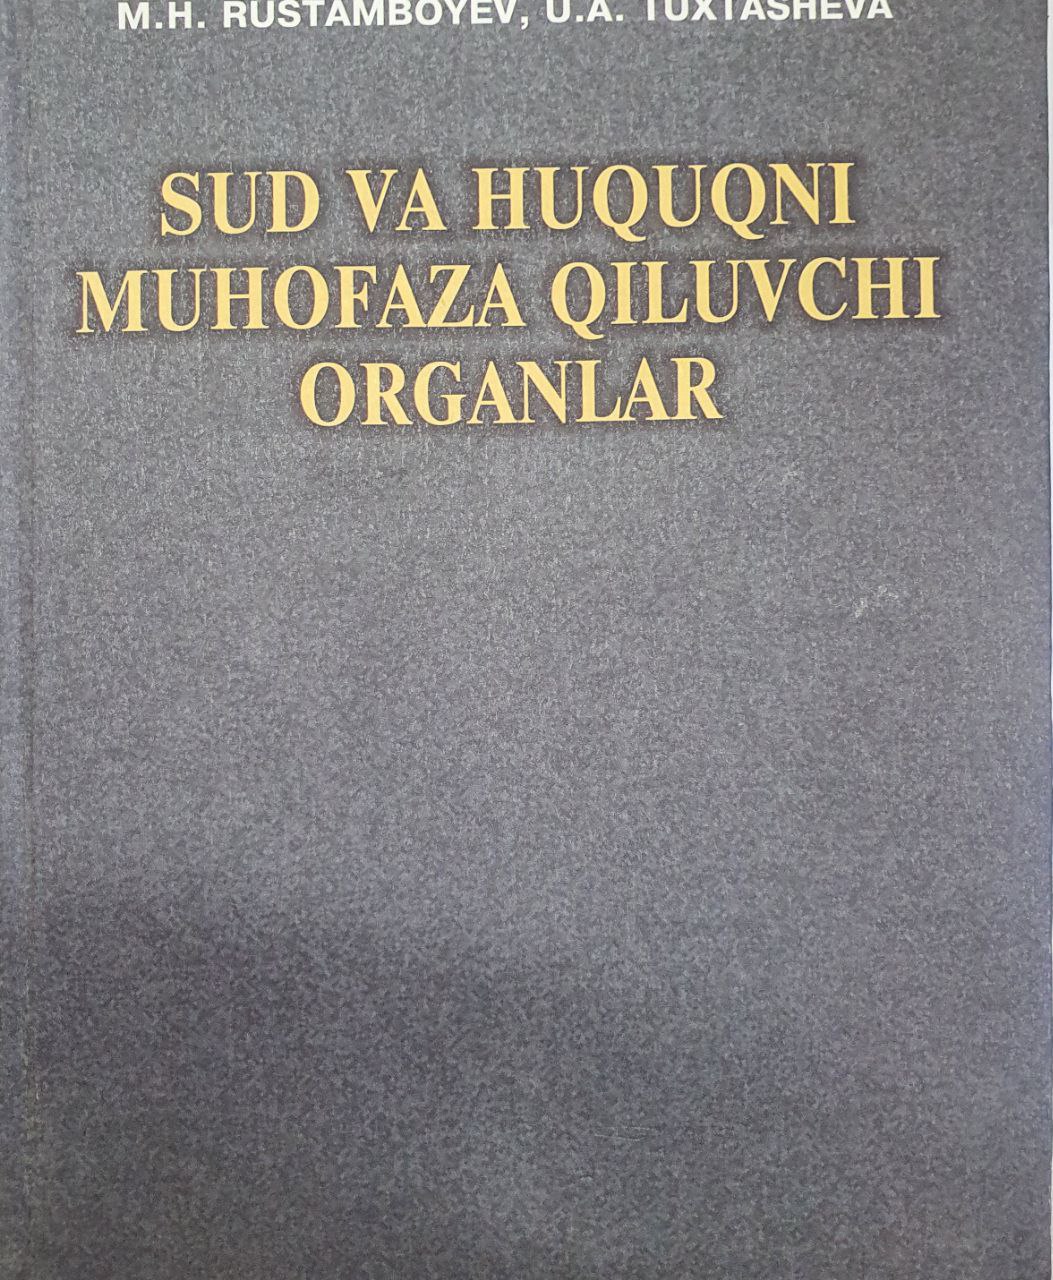 M.H. RUSTAMBOYEV, U.A. TUXTASHEVA
SUD VA HUQUQNI
MUHOFAZA QILUVCHI
ORGANLAR